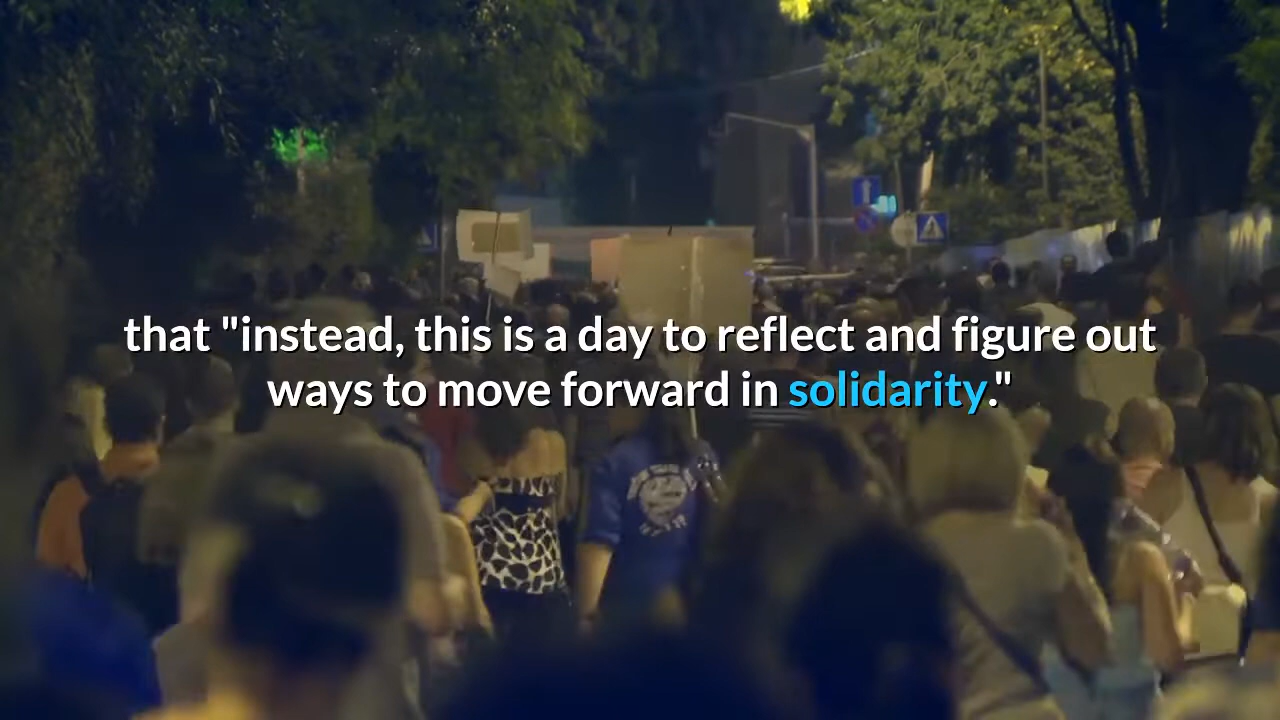 that "instead, this is a day to reflect and figure out
ways to move forward in solidarity."